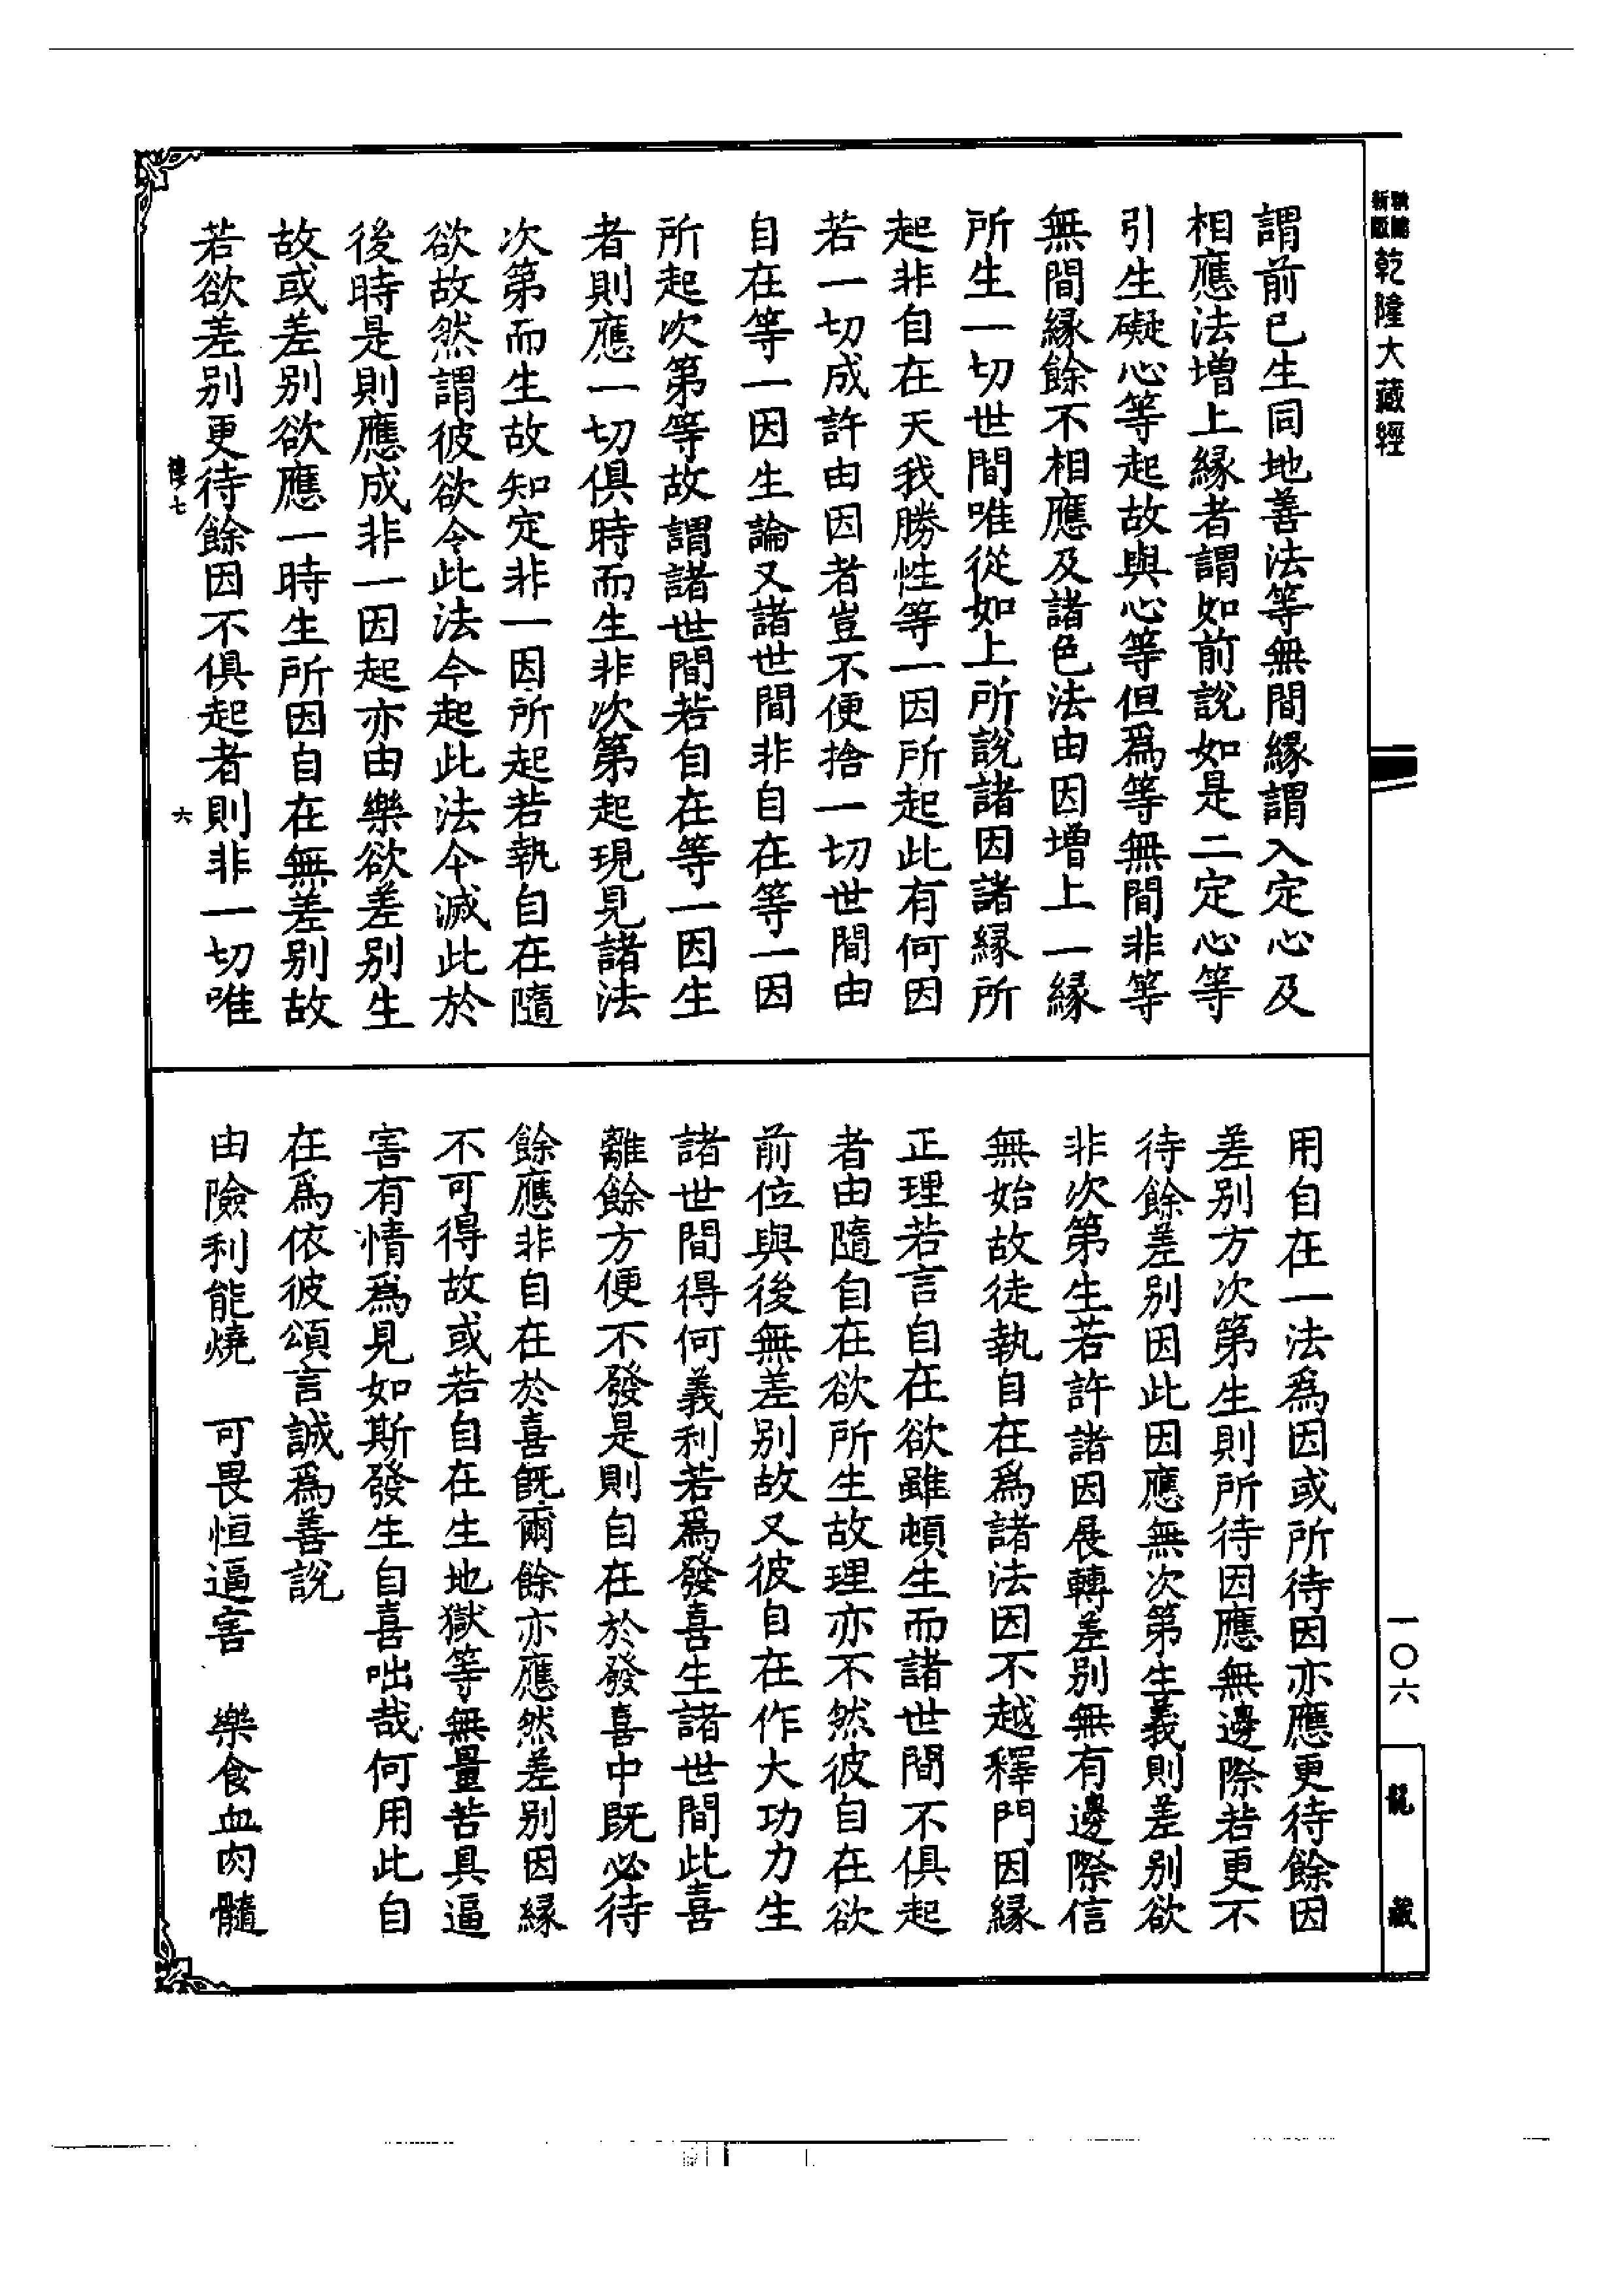 乾隆大藏經
謂前已生同地善法等無間緣謂入定心及
相應法增上緣者謂如前說如是二定心等
引生礙心等起故與心等但為等無間非等
無間緣餘不相應及諸色法由因增上一緣
所生一切世間唯從如上所說諸因諸緣所
起非自在天我勝性等一因所起此有何因
若一切成許由因者豈不便捨一切世間由
自在等一因生論又諸世間非自在等一因
所起次第等故謂諸世間若自在等一因生
者則應一切俱時而生非次第起現見諸法
次第而生故知定非一因所起若執自在隨
欲故然謂彼欲令此法今起此法今滅此於
後時是則應成非一因起亦由樂欲差別生
故或差別欲應一時生所因自在無差別故
若欲差別更待餘因不俱起者則非一切唯
六
用自在一法為因或所待因亦應更待餘因
差別方次第生則所待因應無邊際若更不
待餘差別因此因應無次第生義則差別欲
非次第生若許諸因展轉差別無有邊際信
無始故徒執自在為諸法因不越釋門因緣
正理若言自在欲雖頓生而諸世間不俱起
者由隨自在欲所生故理亦不然彼自在欲
前位與後無差別故又彼自在作大功力生
諸世間得何義利若為發喜生諸世間此喜
離餘方便不發是則自在於發喜中既必待
餘應非自在於喜既爾餘亦應然差別因緣
不可得故或若自在生地獄等無量苦具逼
害有情為見如斯發生自喜咄哉何用此自
在為依彼頌言誠為善說
由險利能燒　可畏恒逼害　樂食血肉髓
一〇六
龍藏